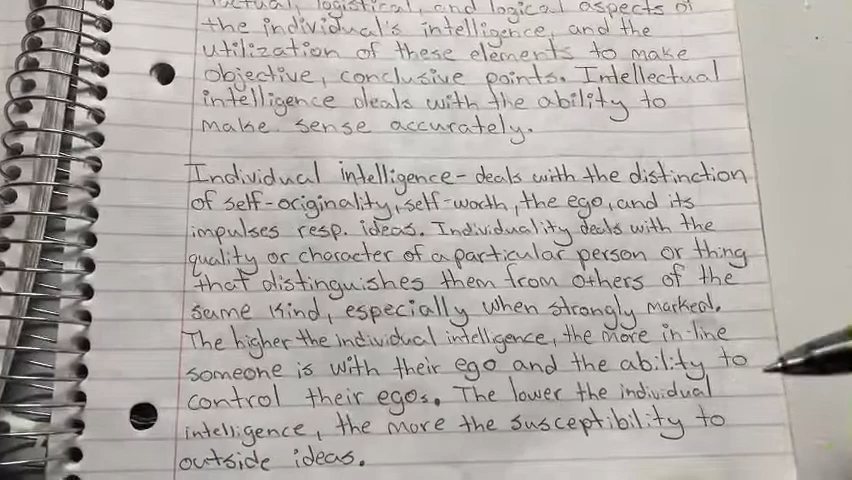 factual, logistical, and logical aspects of
the individual's intelligence, and the
utilization of these elements to make
objective, conclusive points. Intellectual
intelligence deals with the ability to
make sense accurately.
Individual intelligence - deals with the distinction
of self-originality, self-worth, the ego, and its
impulses resp. ideas. Individuality deals with the
quality or character of a particular person or thing
that distinguishes them from others of the
same kind, especially when strongly marked.
The higher the individual intelligence, the more in-line
someone is with their ego and the ability to
control their egos. The lower the individual
intelligence, the more the susceptibility to
outside ideas.